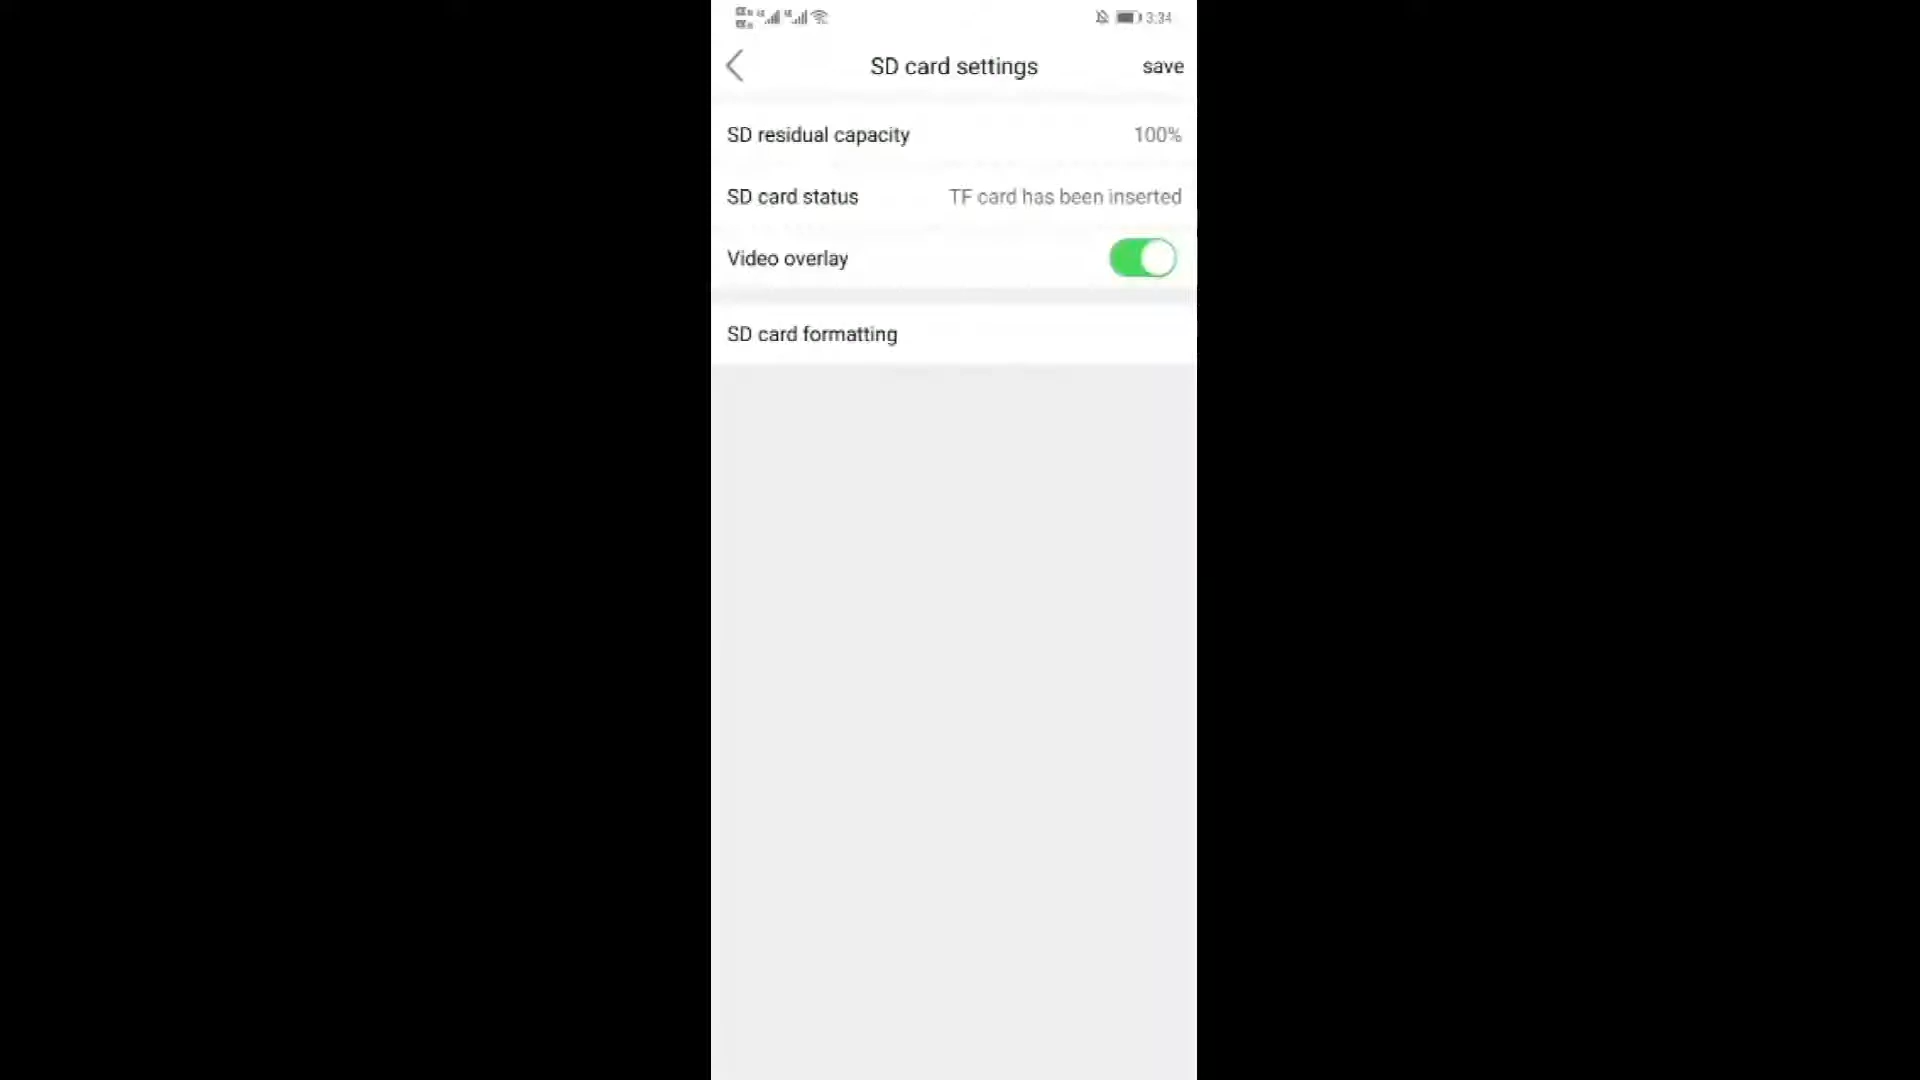 3:34
SD card settings
save
SD residual capacity
100%
SD card status
TF card has been inserted
Video overlay
SD card formatting